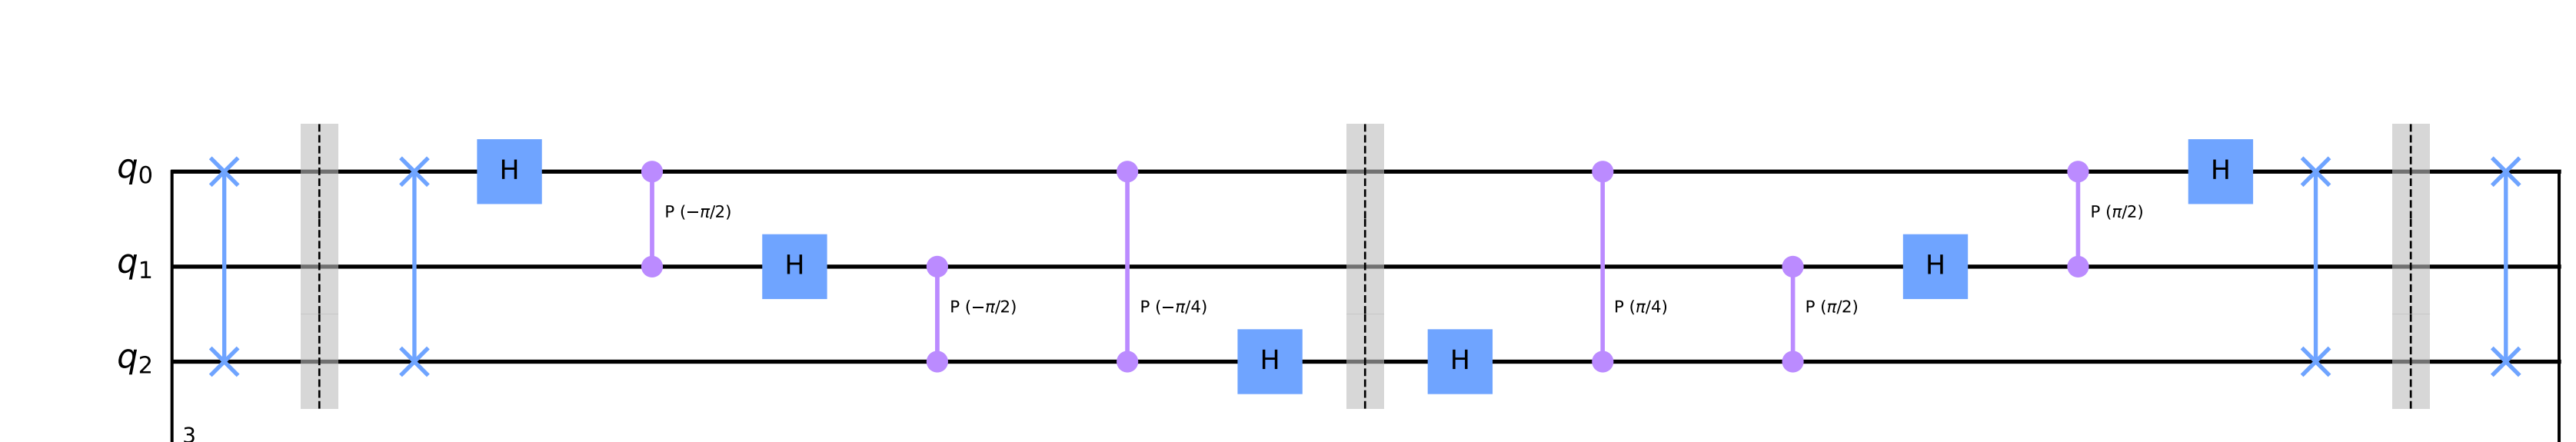 q0 H H
P (−π/2) P (π/2)
q1 H H
P (−π/2) P (−π/4) P (π/4) P (π/2)
q2 H H
3